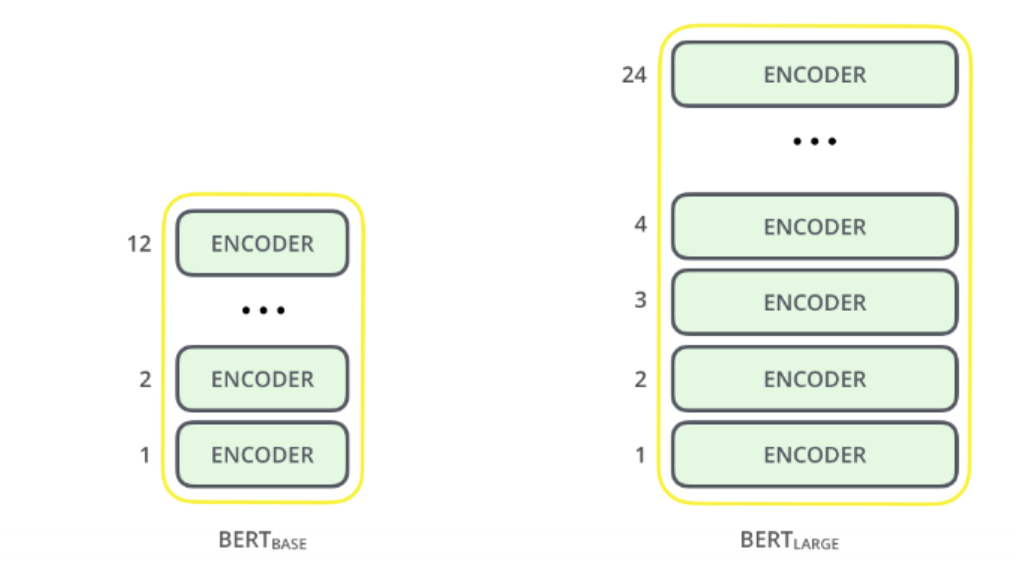 12 ENCODER
...
2 ENCODER
1 ENCODER
BERTBASE
24 ENCODER
...
4 ENCODER
3 ENCODER
2 ENCODER
1 ENCODER
BERTLARGE